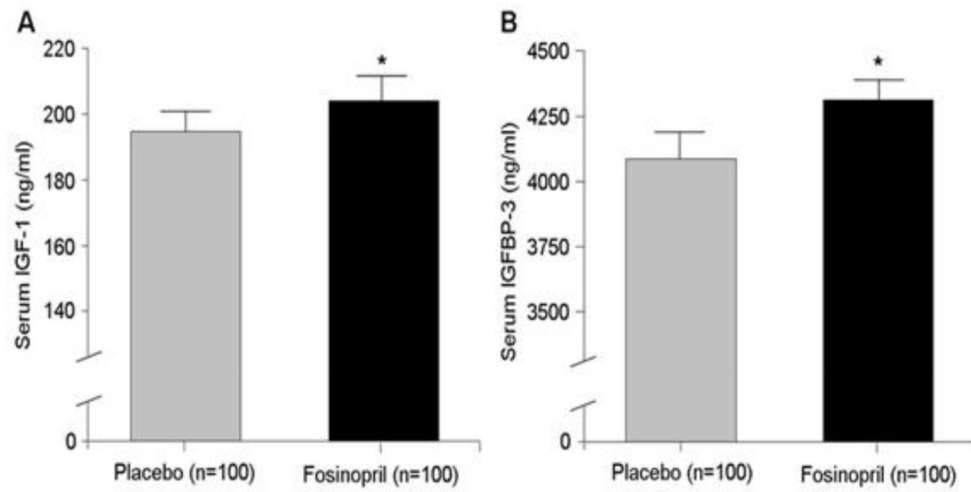 A
Serum IGF-1 (ng/ml)
220
200
180
160
140
0
*
Placebo (n=100)
Fosinopril (n=100)
B
Serum IGFBP-3 (ng/ml)
4500
4250
4000
3750
3500
0
*
Placebo (n=100)
Fosinopril (n=100)